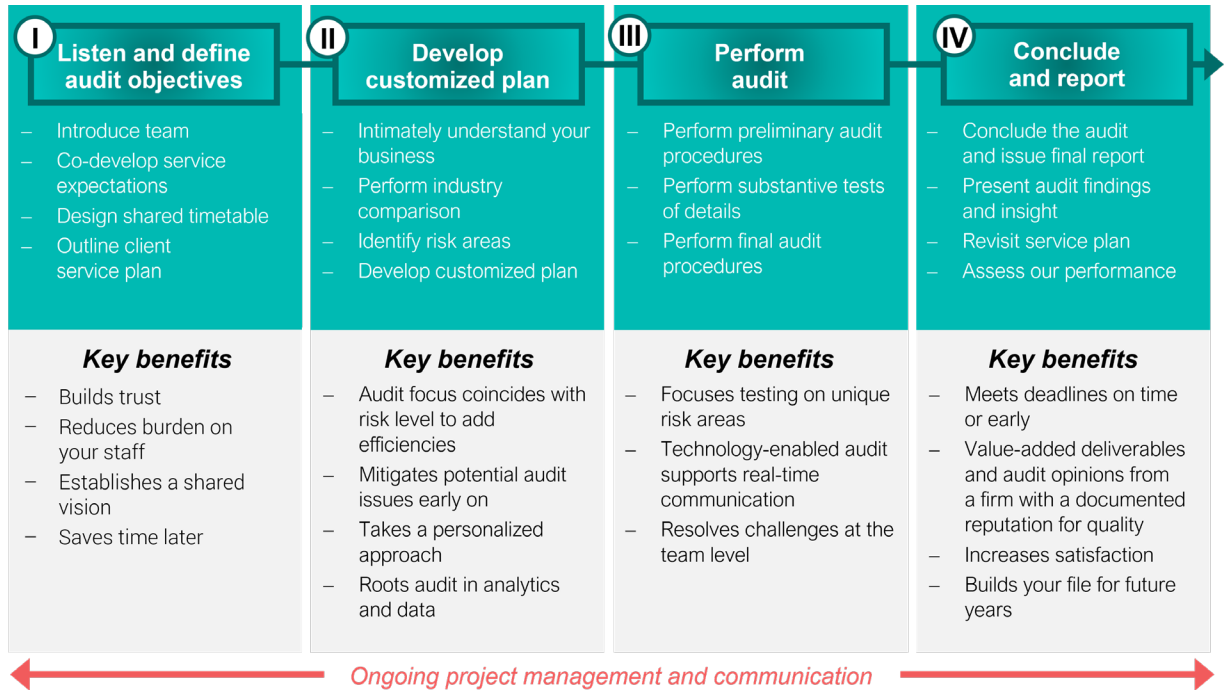 I
Listen and define
audit objectives
– Introduce team
– Co-develop service
expectations
– Design shared timetable
– Outline client
service plan
Key benefits
– Builds trust
– Reduces burden on
your staff
– Establishes a shared
vision
– Saves time later
II
Develop
customized plan
– Intimately understand your
business
– Perform industry
comparison
– Identify risk areas
– Develop customized plan
Key benefits
– Audit focus coincides with
risk level to add
efficiencies
– Mitigates potential audit
issues early on
– Takes a personalized
approach
– Roots audit in analytics
and data
III
Perform
audit
– Perform preliminary audit
procedures
– Perform substantive tests
of details
– Perform final audit
procedures
Key benefits
– Focuses testing on unique
risk areas
– Technology-enabled audit
supports real-time
communication
– Resolves challenges at the
team level
IV
Conclude
and report
– Conclude the audit
and issue final report
– Present audit findings
and insight
– Revisit service plan
– Assess our performance
Key benefits
– Meets deadlines on time
or early
– Value-added deliverables
and audit opinions from
a firm with a documented
reputation for quality
– Increases satisfaction
– Builds your file for future
years
Ongoing project management and communication